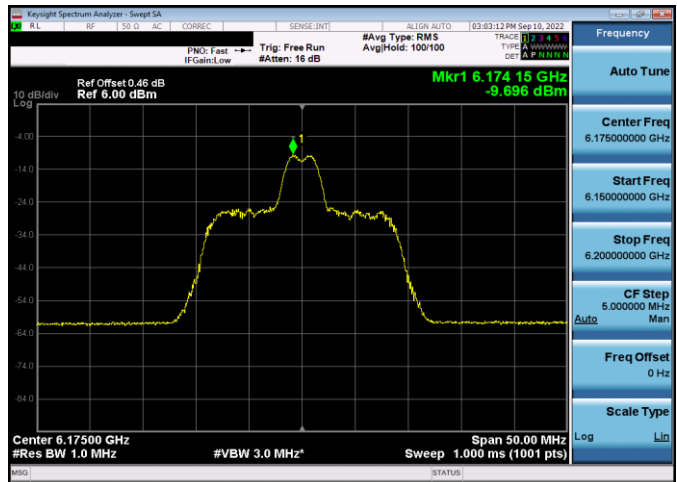 Keysight Spectrum Analyzer - Swept SA
RL RF 50 Ω AC CORREC SENSE:INT ALIGN AUTO 03:03:12 PM Sep 10, 2022
PNO: Fast
IFGain:Low
Trig: Free Run
#Atten: 16 dB
#Avg Type: RMS
Avg|Hold: 100/100
TRACE 1 2 3 4 5 6
TYPE A WWWWW
DET A P N N N N
Mkr1 6.174 15 GHz
-9.696 dBm
Ref Offset 0.46 dB
10 dB/div Ref 6.00 dBm
Log
1
-4.00
-14.0
-24.0
-34.0
-44.0
-54.0
-64.0
-74.0
-84.0
Center 6.17500 GHz Span 50.00 MHz
#Res BW 1.0 MHz #VBW 3.0 MHz* Sweep 1.000 ms (1001 pts)
MSG STATUS
Frequency
Auto Tune
Center Freq
6.175000000 GHz
Start Freq
6.150000000 GHz
Stop Freq
6.200000000 GHz
CF Step
5.000000 MHz
Auto Man
Freq Offset
0 Hz
Scale Type
Log Lin